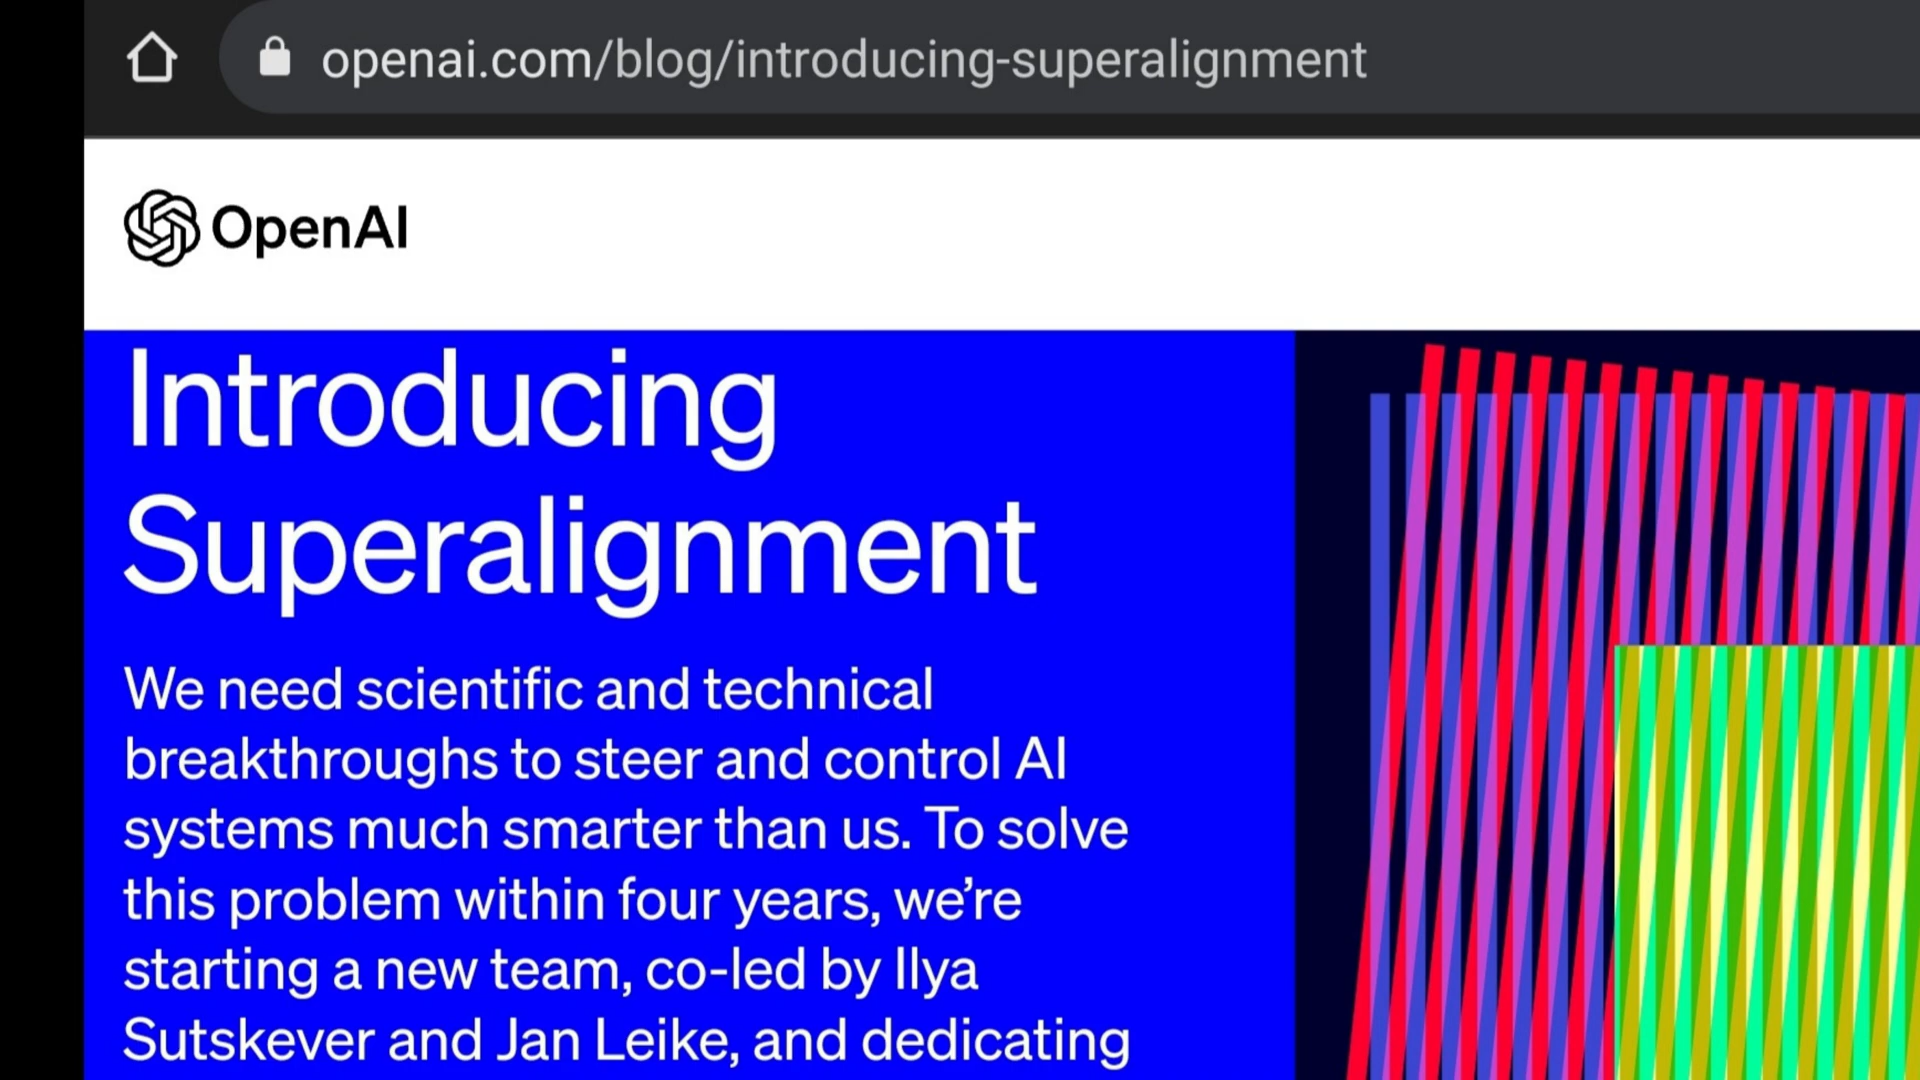 openai.com/blog/introducing-superalignment
OpenAI
Introducing
Superalignment
We need scientific and technical
breakthroughs to steer and control AI
systems much smarter than us. To solve
this problem within four years, we’re
starting a new team, co-led by Ilya
Sutskever and Jan Leike, and dedicating